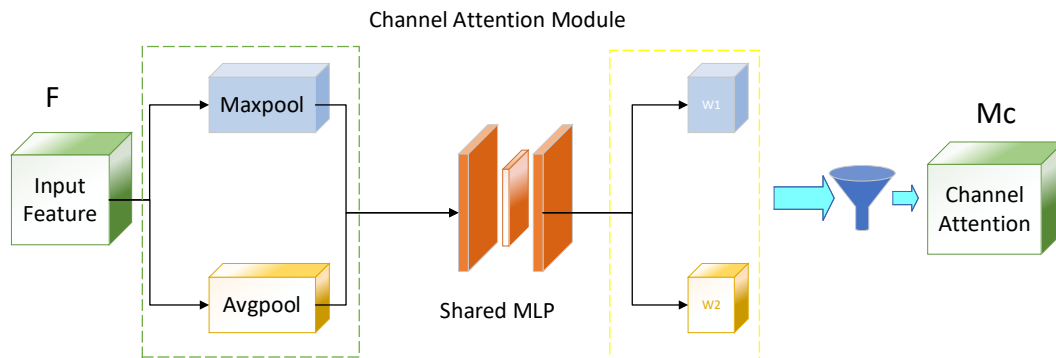 Channel Attention Module
F
Input
Feature
Maxpool
Avgpool
Shared MLP
W1
W2
Mc
Channel
Attention